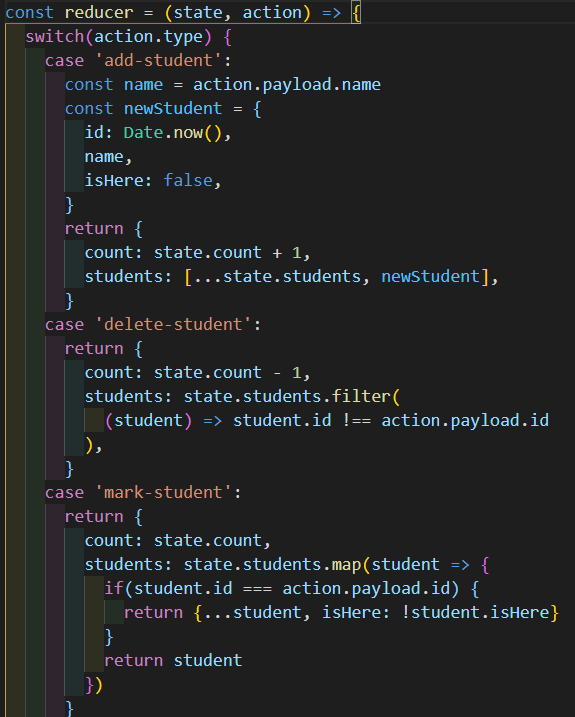 const reducer = (state, action) => {
  switch(action.type) {
    case 'add-student':
      const name = action.payload.name
      const newStudent = {
        id: Date.now(),
        name,
        isHere: false,
      }
      return {
        count: state.count + 1,
        students: [...state.students, newStudent],
      }
    case 'delete-student':
      return {
        count: state.count - 1,
        students: state.students.filter(
          (student) => student.id !== action.payload.id
        ),
      }
    case 'mark-student':
      return {
        count: state.count,
        students: state.students.map(student => {
          if(student.id === action.payload.id) {
            return {...student, isHere: !student.isHere}
          }
          return student
        })
      }